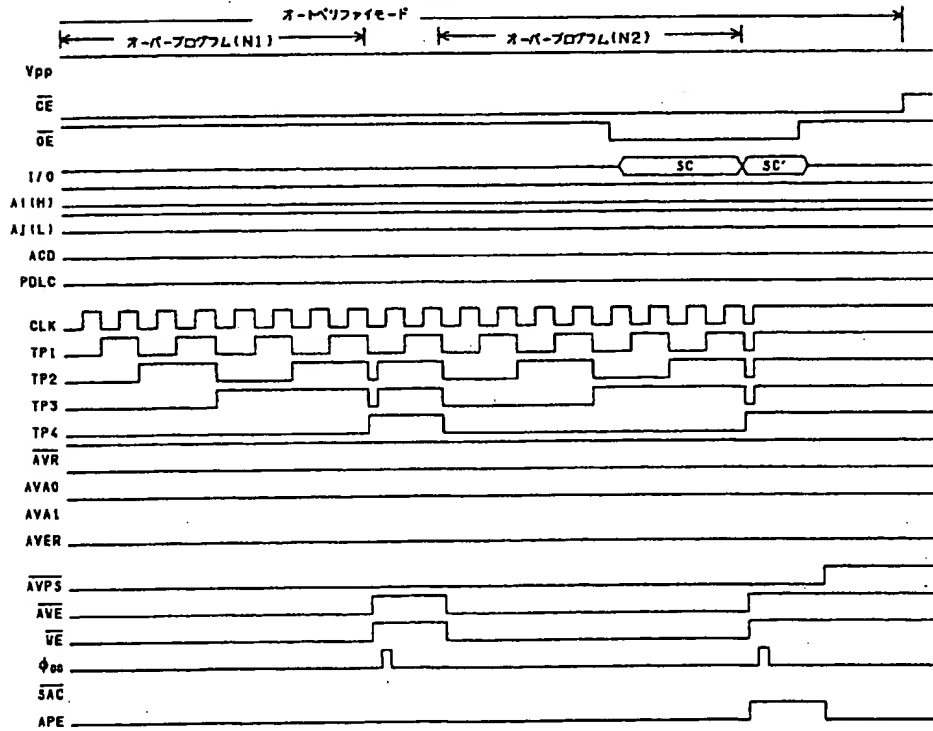 オートベリファイモード
オーバープログラム(N1)
オーバープログラム(N2)
Vpp
CE
OE
I/O
SC
SC'
Ai(H)
Aj(L)
ACD
PDLC
CLK
TP1
TP2
TP3
TP4
AVR
AVA0
AVA1
AVER
AVPS
AVE
WE
SAC
APE